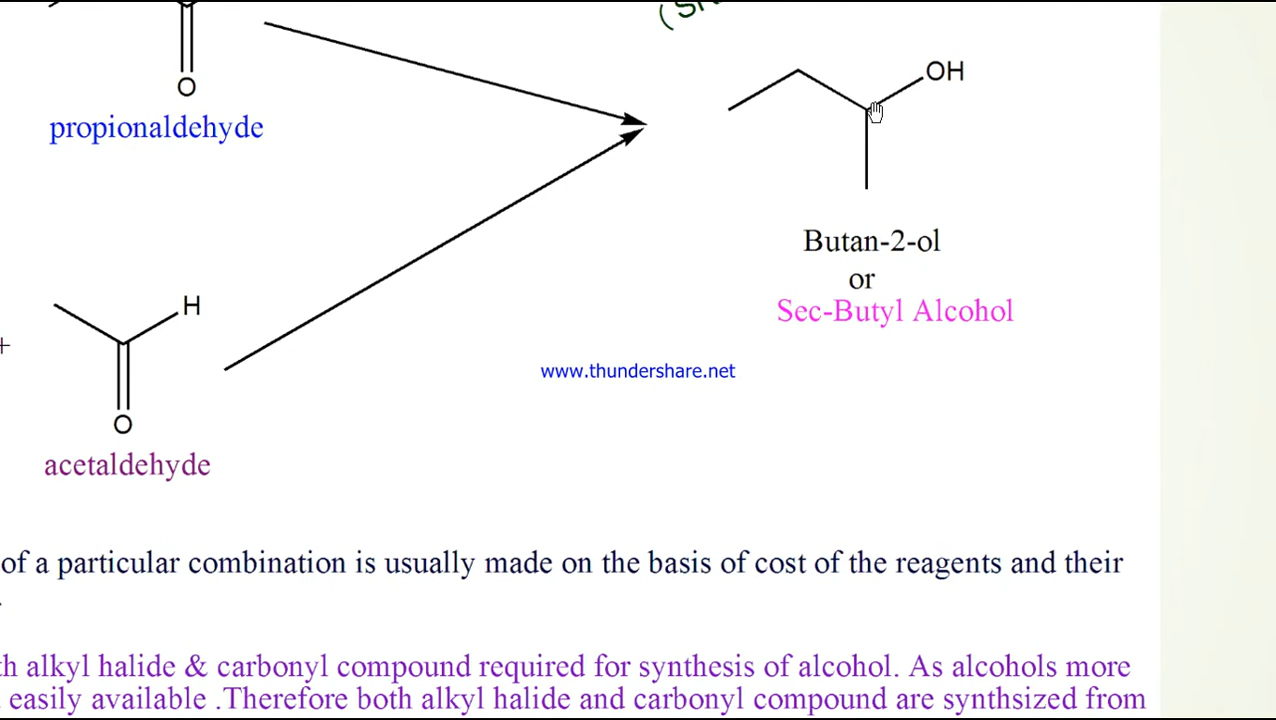 (Sn
OH
O
propionaldehyde
Butan-2-ol
or
Sec-Butyl Alcohol
H
+
www.thundershare.net
O
acetaldehyde
of a particular combination is usually made on the basis of cost of the reagents and their
th alkyl halide & carbonyl compound required for synthesis of alcohol. As alcohols more
easily available .Therefore both alkyl halide and carbonyl compound are synthsized from